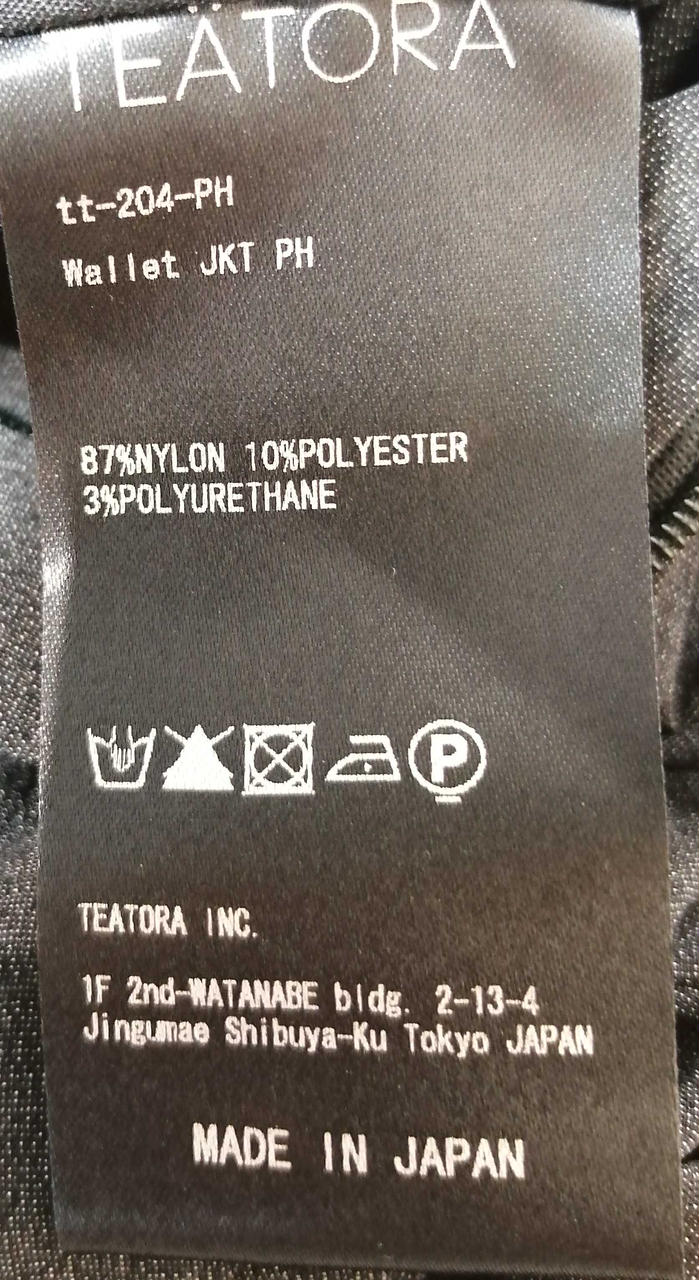 TEÄTORA
tt-204-PH
Wallet JKT PH
87%NYLON 10%POLYESTER
3%POLYURETHANE
P
TEATORA INC.
1F 2nd-WATANABE bldg. 2-13-4
Jingumae Shibuya-Ku Tokyo JAPAN
MADE IN JAPAN